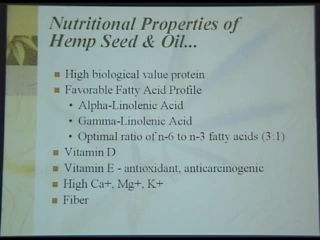 Nutritional Properties of
Hemp Seed & Oil...
High biological value protein
Favorable Fatty Acid Profile
• Alpha-Linolenic Acid
• Gamma-Linolenic Acid
• Optimal ratio of n-6 to n-3 fatty acids (3:1)
Vitamin D
Vitamin E - antioxidant, anticarcinogenic
High Ca+, Mg+, K+
Fiber